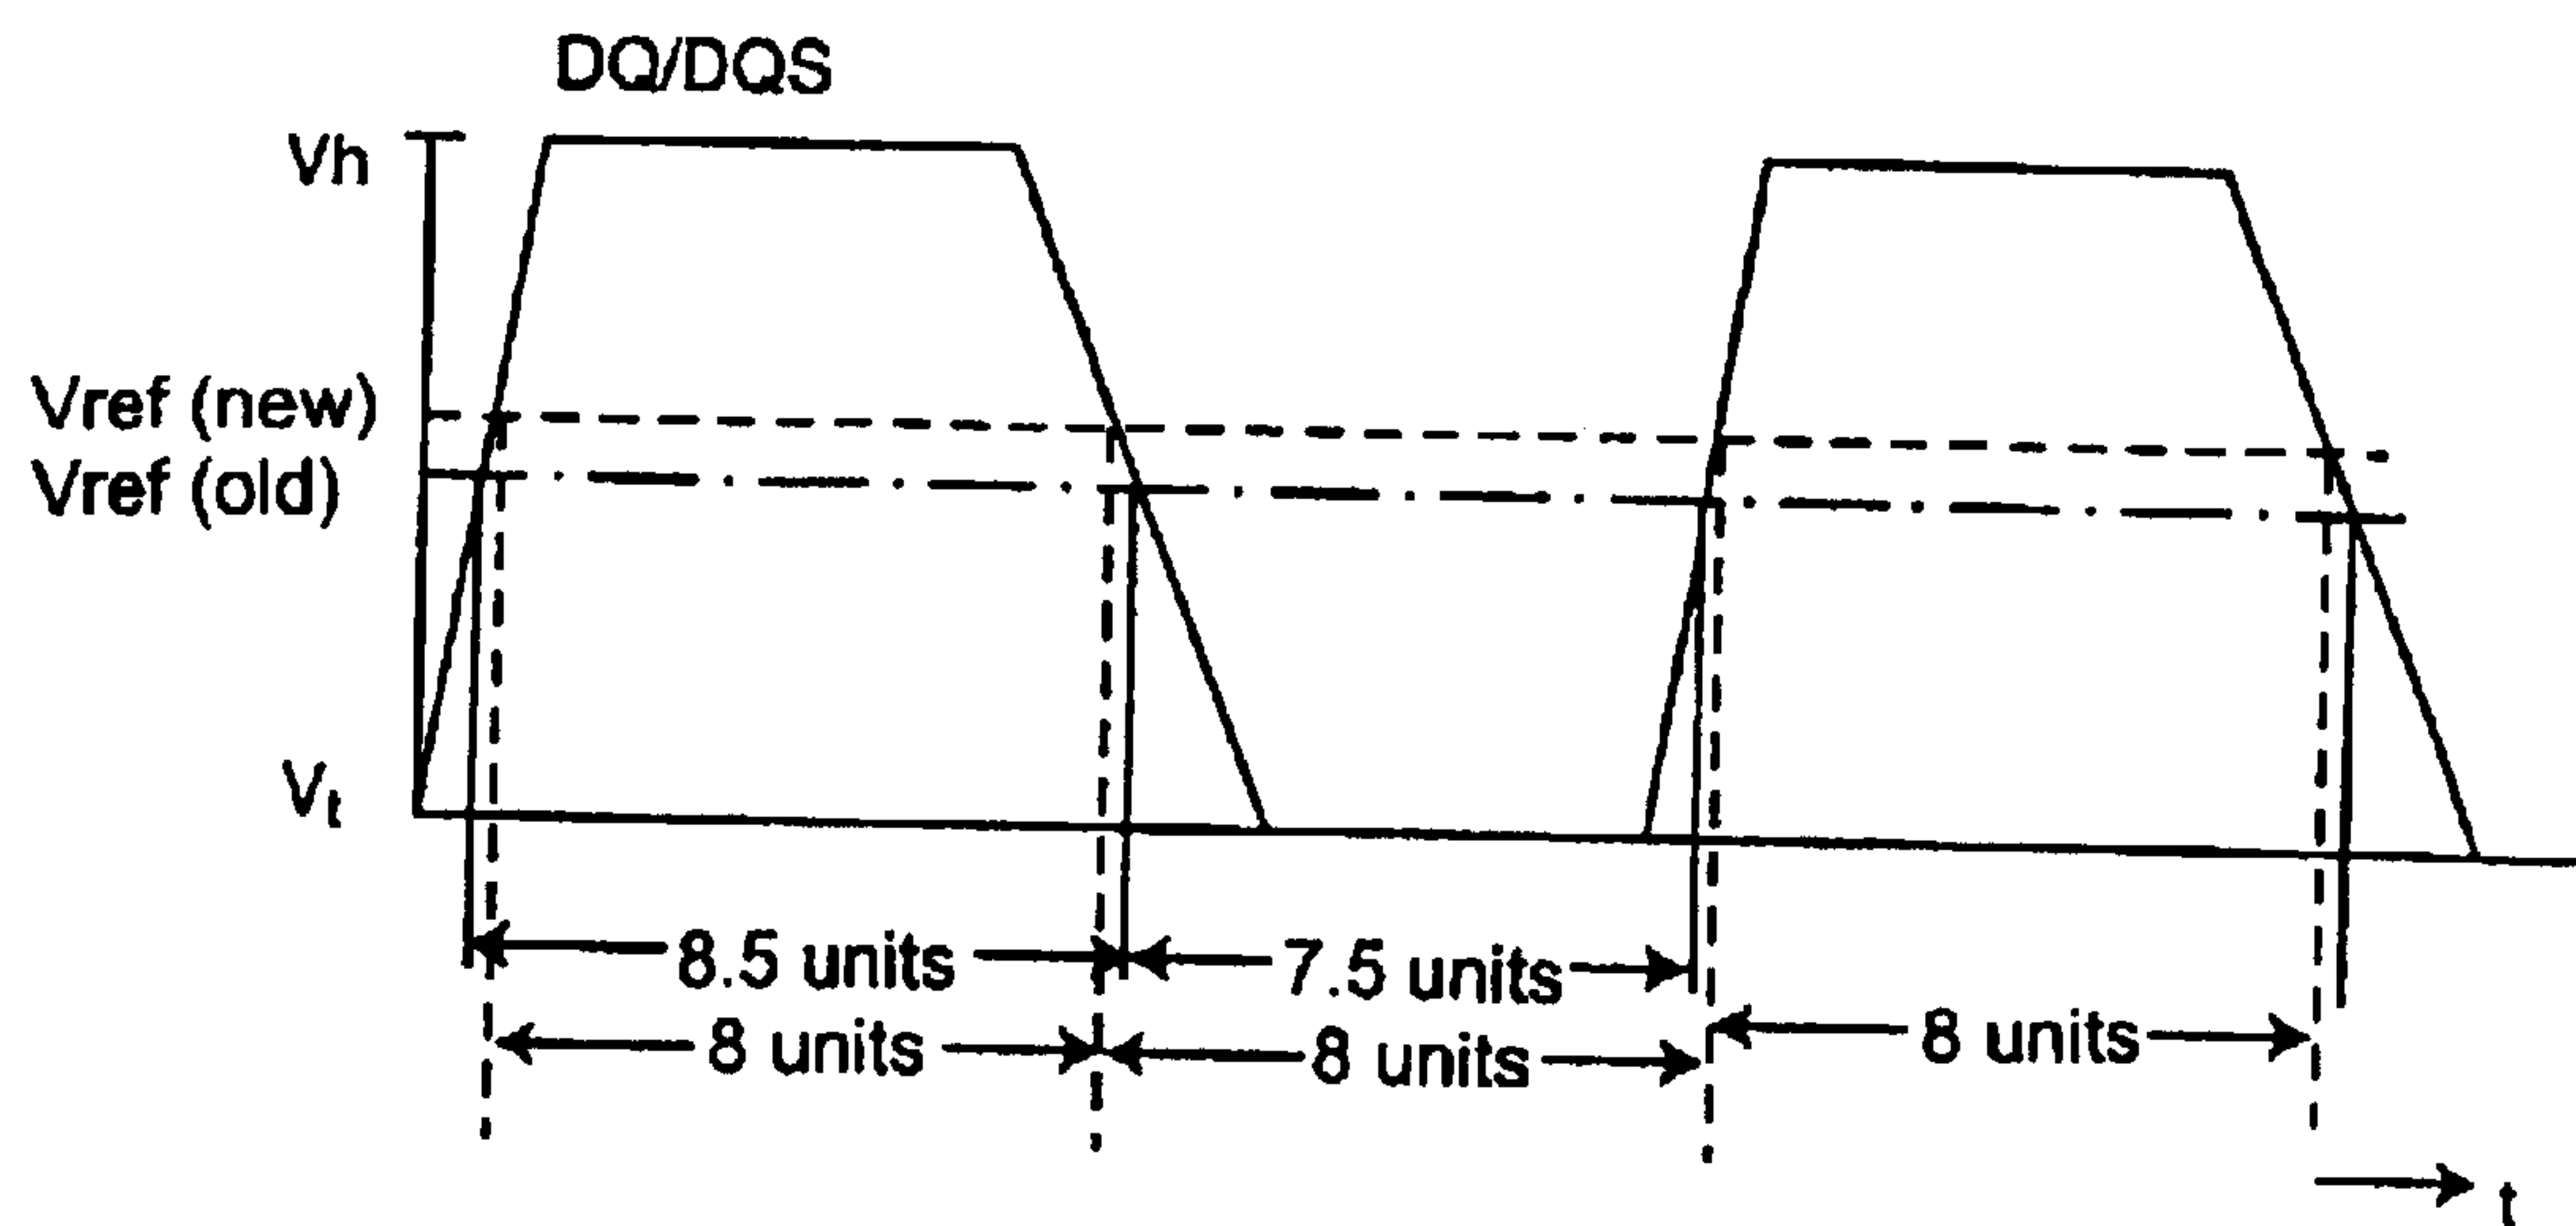 DQ/DQS
Vh
Vref (new)
Vref (old)
Vt
8.5 units
7.5 units
8 units
8 units
8 units
t